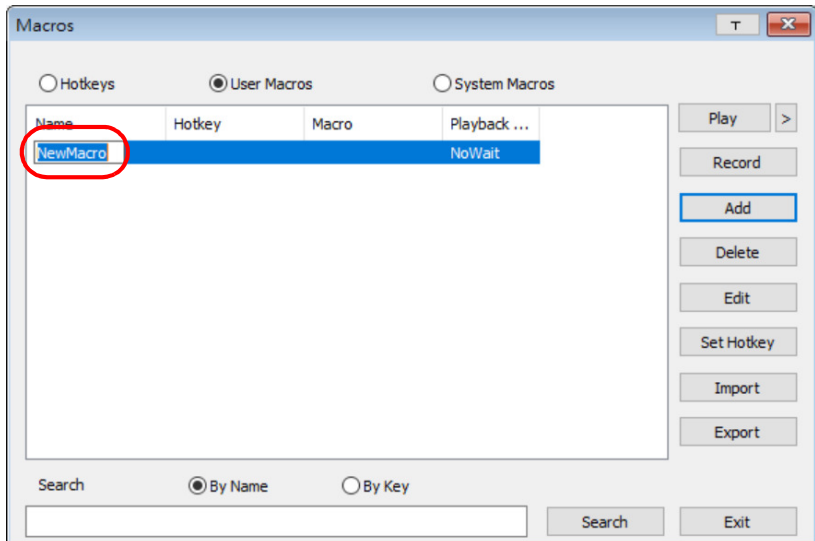 Macros T
Hotkeys User Macros System Macros
Name Hotkey Macro Playback ... Play >
NewMacro NoWait
Record
Add
Delete
Edit
Set Hotkey
Import
Export
Search By Name By Key
Search Exit